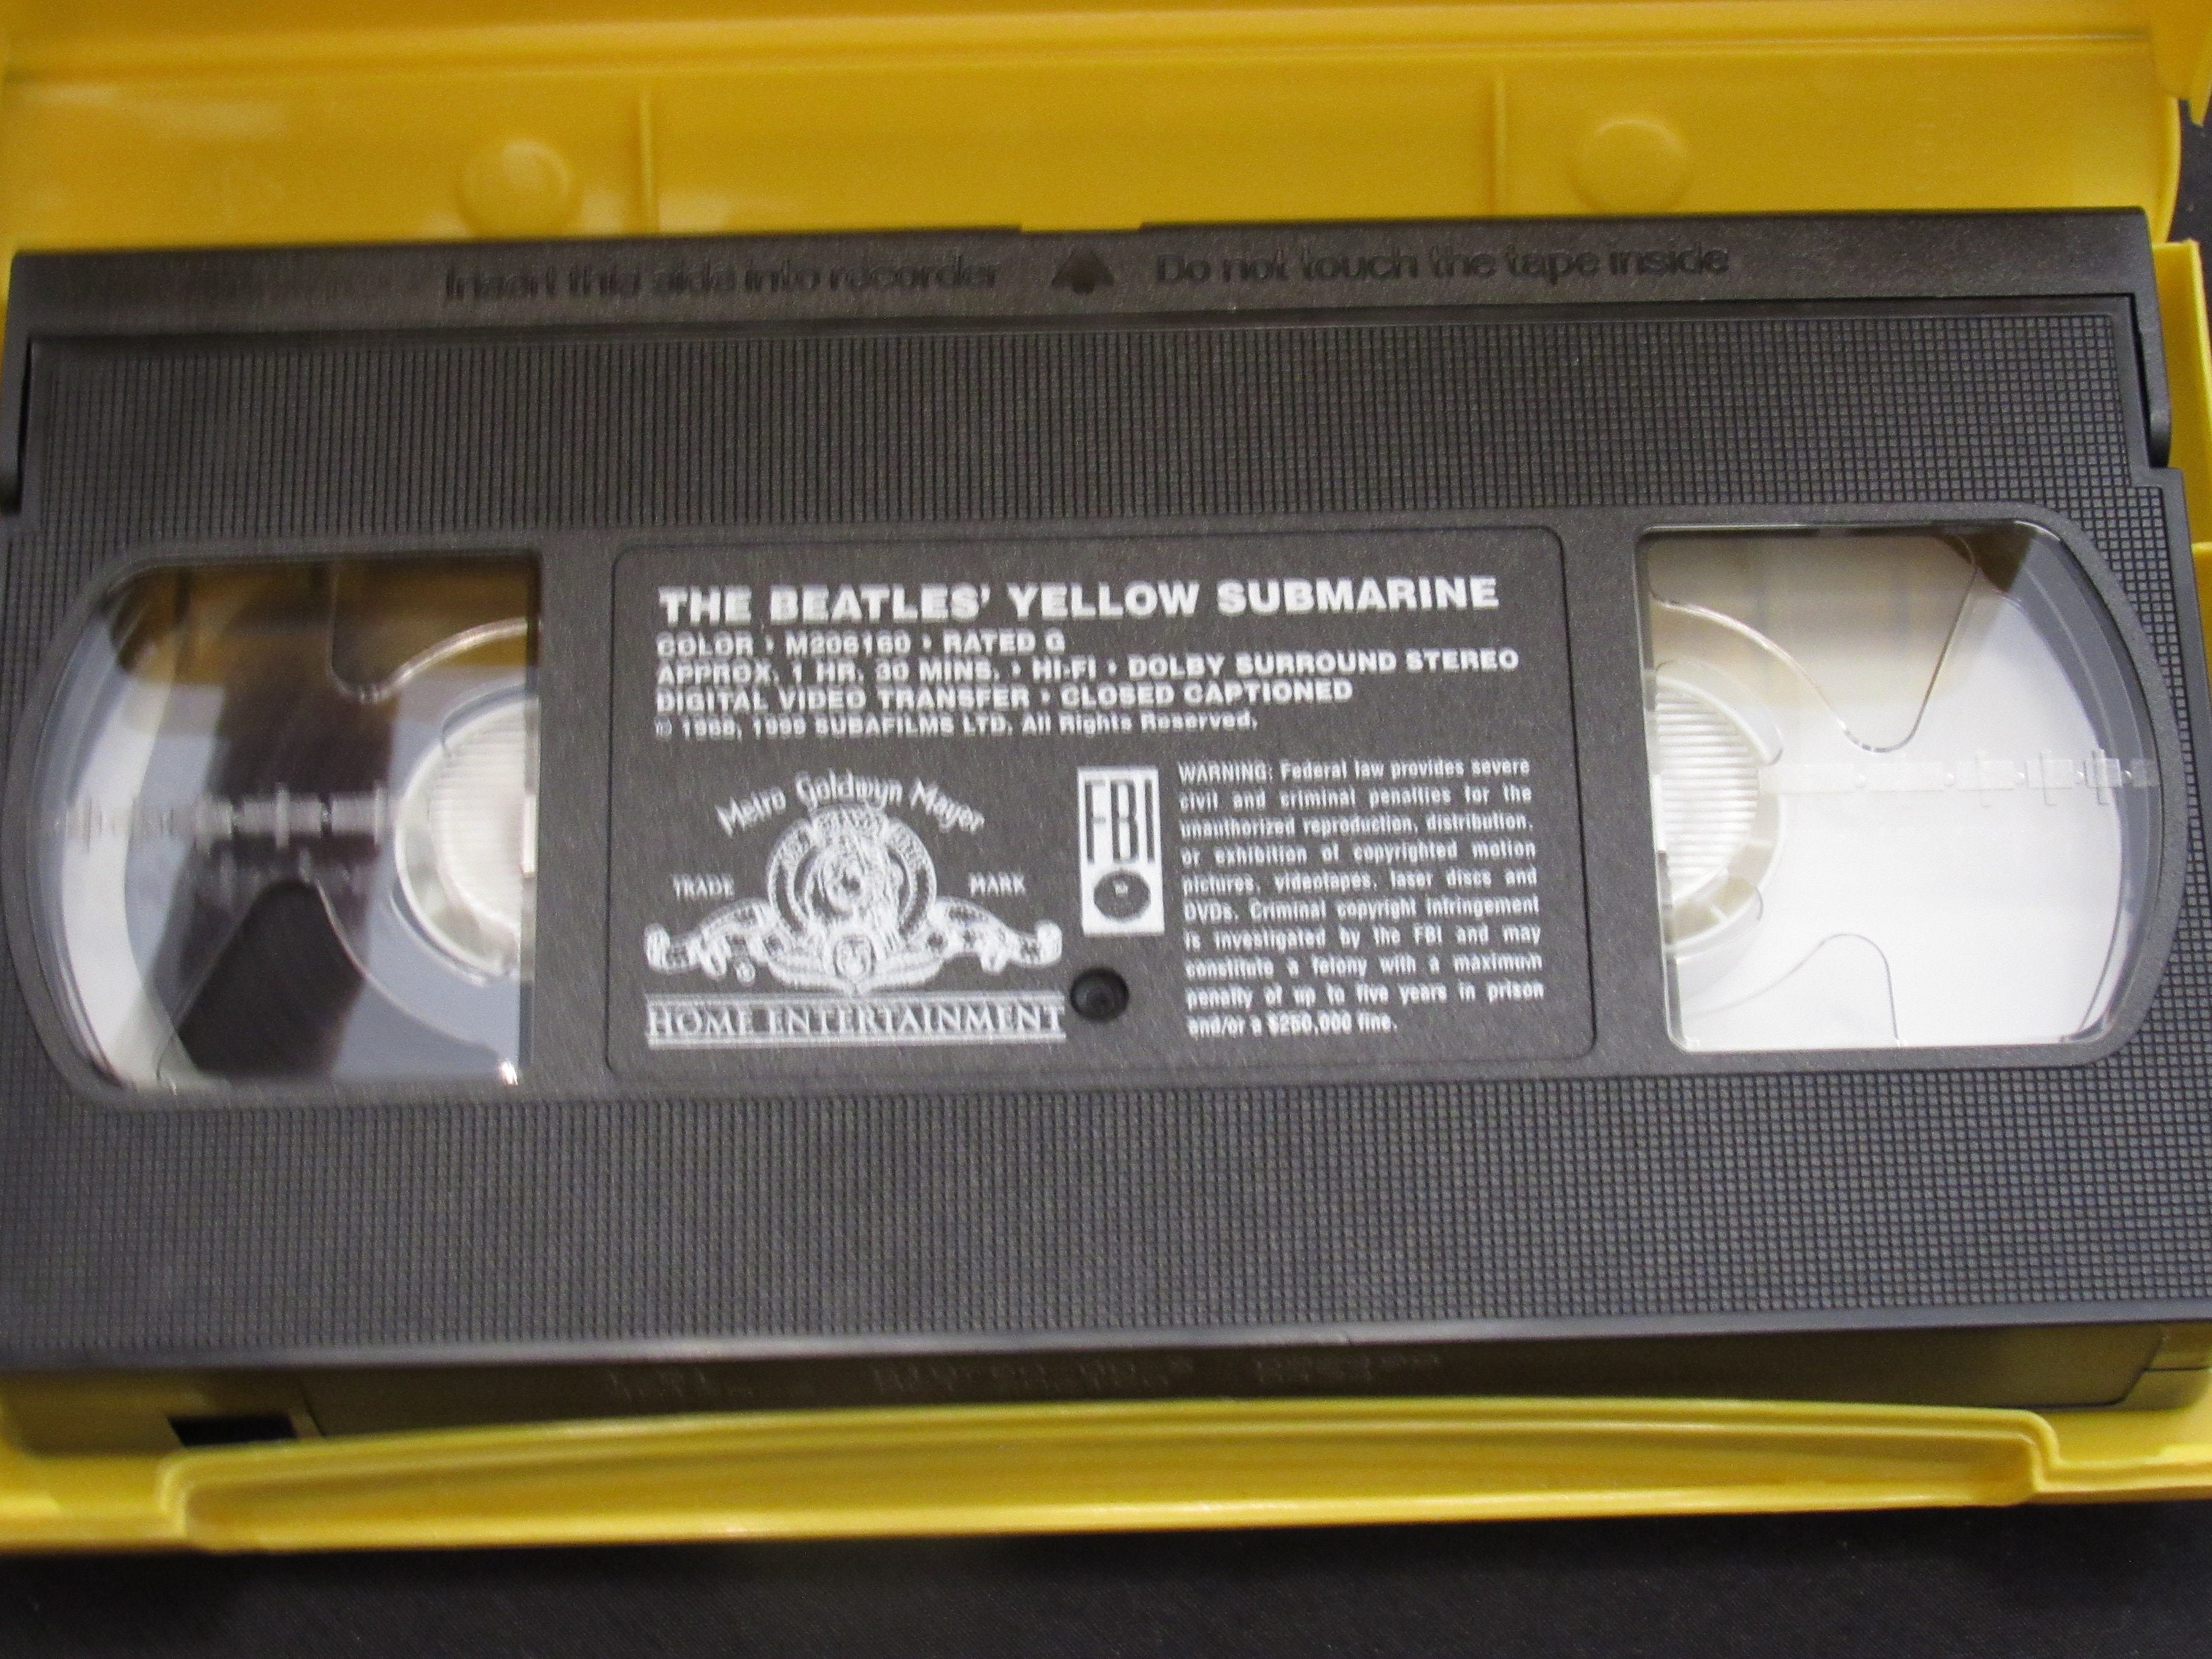 Insert this side into recorder
Do not touch the tape inside
THE BEATLES' YELLOW SUBMARINE
COLOR • M206160 • RATED G
APPROX. 1 HR. 30 MINS. • HI-FI • DOLBY SURROUND STEREO
DIGITAL VIDEO TRANSFER • CLOSED CAPTIONED
© 1968, 1999 SUBAFILMS LTD. All Rights Reserved.
Metro Goldwyn Mayer
TRADE MARK
HOME ENTERTAINMENT
FBI
WARNING: Federal law provides severe
civil and criminal penalties for the
unauthorized reproduction, distribution,
or exhibition of copyrighted motion
pictures, videotapes, laser discs and
DVDs. Criminal copyright infringement
is investigated by the FBI and may
constitute a felony with a maximum
penalty of up to five years in prison
and/or a $250,000 fine.